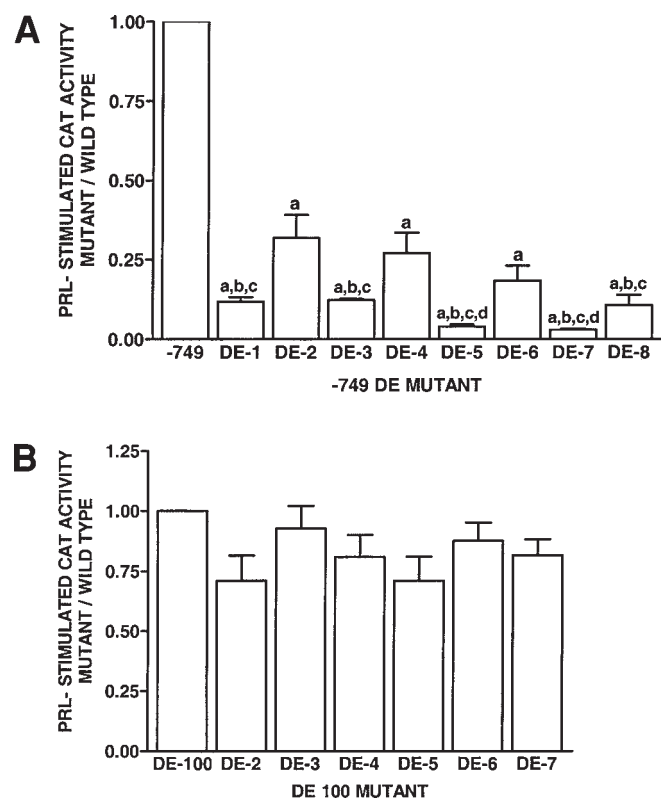 A
PRL- STIMULATED CAT ACTIVITY
MUTANT / WILD TYPE
1.00
0.75
0.50
0.25
0.00
a,b,c
a
a,b,c
a
a,b,c,d
a
a,b,c,d
a,b,c
-749 DE-1 DE-2 DE-3 DE-4 DE-5 DE-6 DE-7 DE-8
-749 DE MUTANT
B
PRL- STIMULATED CAT ACTIVITY
MUTANT / WILD TYPE
1.25
1.00
0.75
0.50
0.25
0.00
DE-100 DE-2 DE-3 DE-4 DE-5 DE-6 DE-7
DE 100 MUTANT